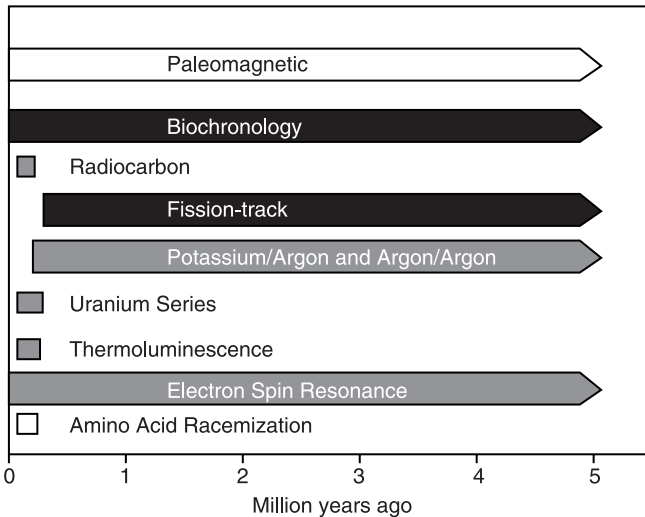 Paleomagnetic
Biochronology
Radiocarbon
Fission-track
Potassium/Argon and Argon/Argon
Uranium Series
Thermoluminescence
Electron Spin Resonance
Amino Acid Racemization
0 1 2 3 4 5
Million years ago